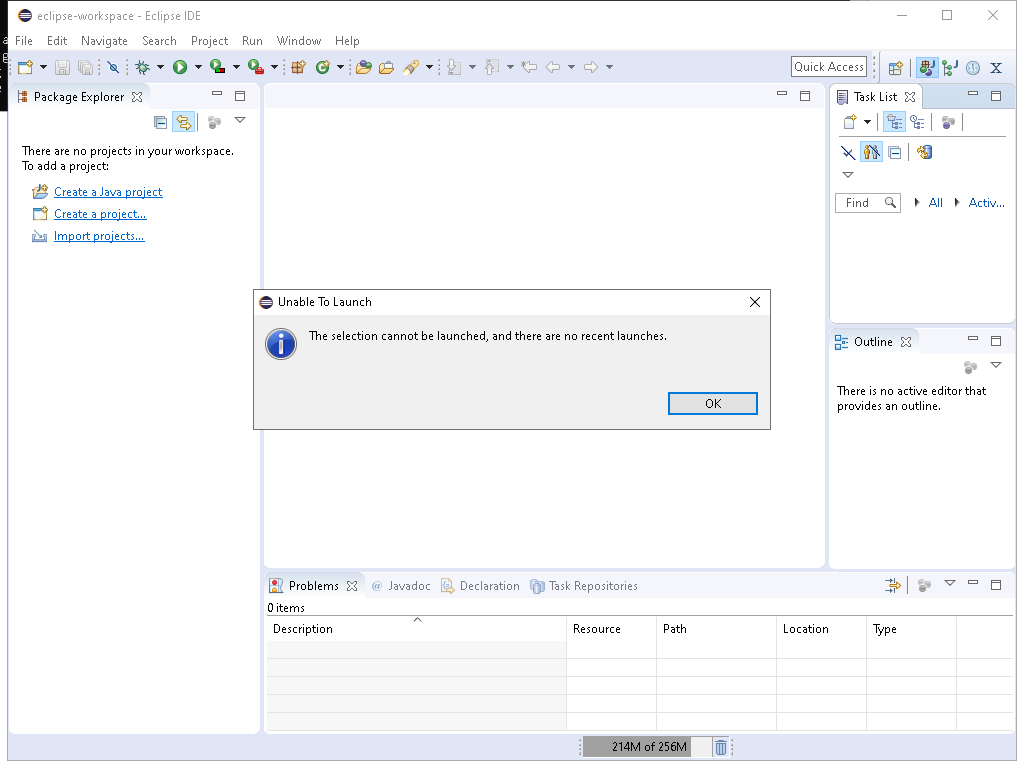 eclipse-workspace - Eclipse IDE
File Edit Navigate Search Project Run Window Help
Quick Access
Package Explorer
There are no projects in your workspace.
To add a project:
Create a Java project
Create a project...
Import projects...
Task List
Find All Activ...
Unable To Launch
The selection cannot be launched, and there are no recent launches.
OK
Outline
There is no active editor that
provides an outline.
Problems @ Javadoc Declaration Task Repositories
0 items
Description Resource Path Location Type
214M of 256M